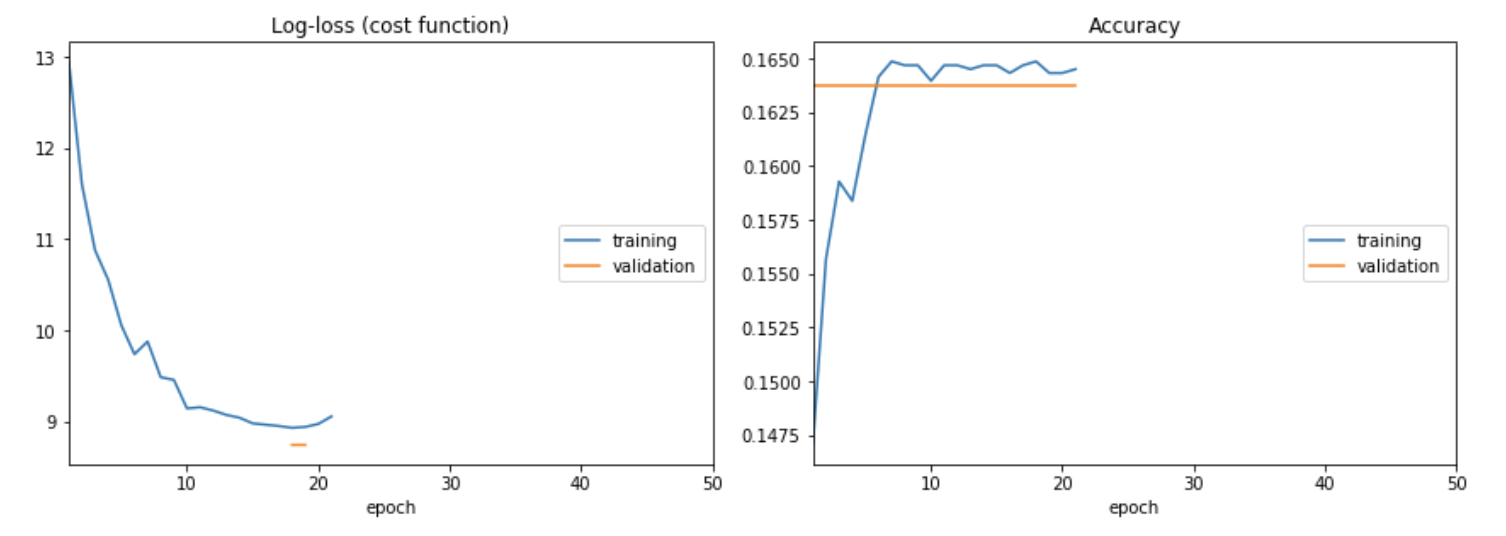 Log-loss (cost function)
13
12
11
10
9
training
validation
10
20
30
40
50
epoch
Accuracy
0.1650
0.1625
0.1600
0.1575
0.1550
0.1525
0.1500
0.1475
training
validation
10
20
30
40
50
epoch